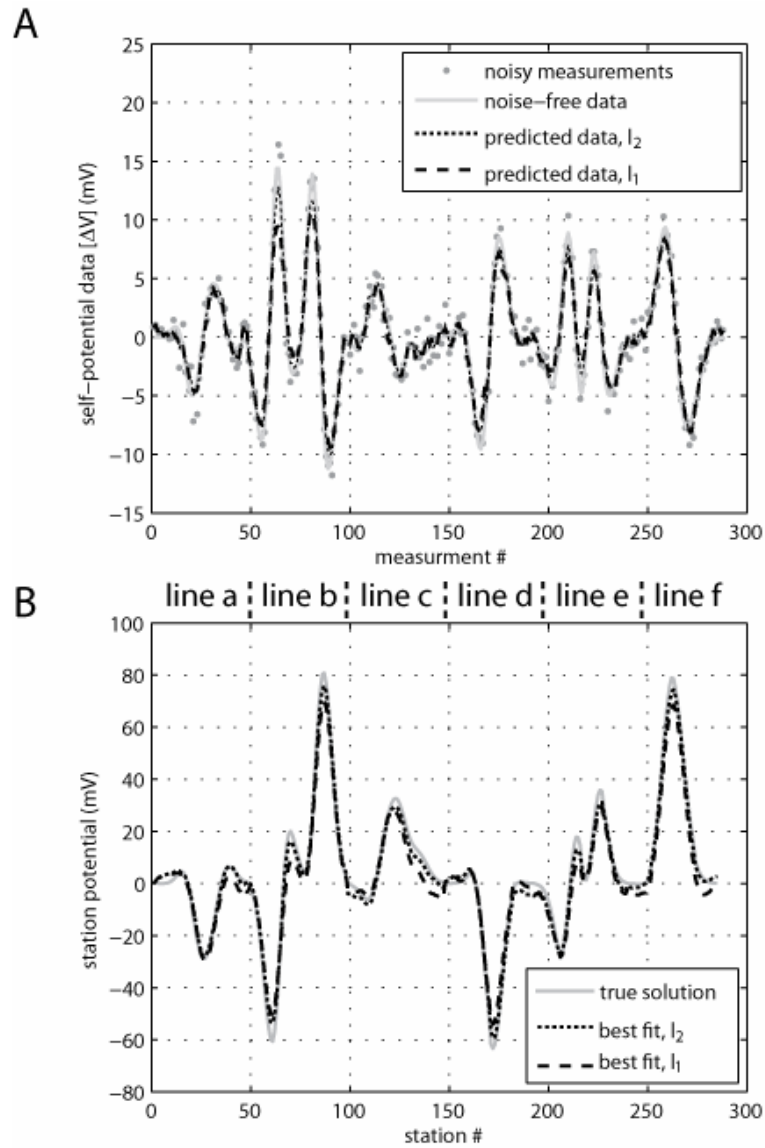 A
25
20
15
10
5
0
−5
−10
−15
self−potential data [ΔV] (mV)
noisy measurements
noise−free data
predicted data, l₂
predicted data, l₁
0 50 100 150 200 250 300
measurment #
B
line a line b line c line d line e line f
100
80
60
40
20
0
−20
−40
−60
−80
station potential (mV)
true solution
best fit, l₂
best fit, l₁
0 50 100 150 200 250 300
station #